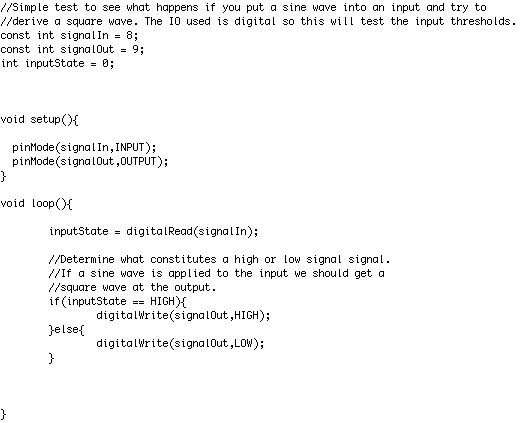 //Simple test to see what happens if you put a sine wave into an input and try to
//derive a square wave. The IO used is digital so this will test the input thresholds.
const int signalIn = 8;
const int signalOut = 9;
int inputState = 0;
void setup(){
pinMode(signalIn,INPUT);
pinMode(signalOut,OUTPUT);
}
void loop(){
inputState = digitalRead(signalIn);
//Determine what constitutes a high or low signal signal.
//If a sine wave is applied to the input we should get a
//square wave at the output.
if(inputState == HIGH){
digitalWrite(signalOut,HIGH);
}else{
digitalWrite(signalOut,LOW);
}
}